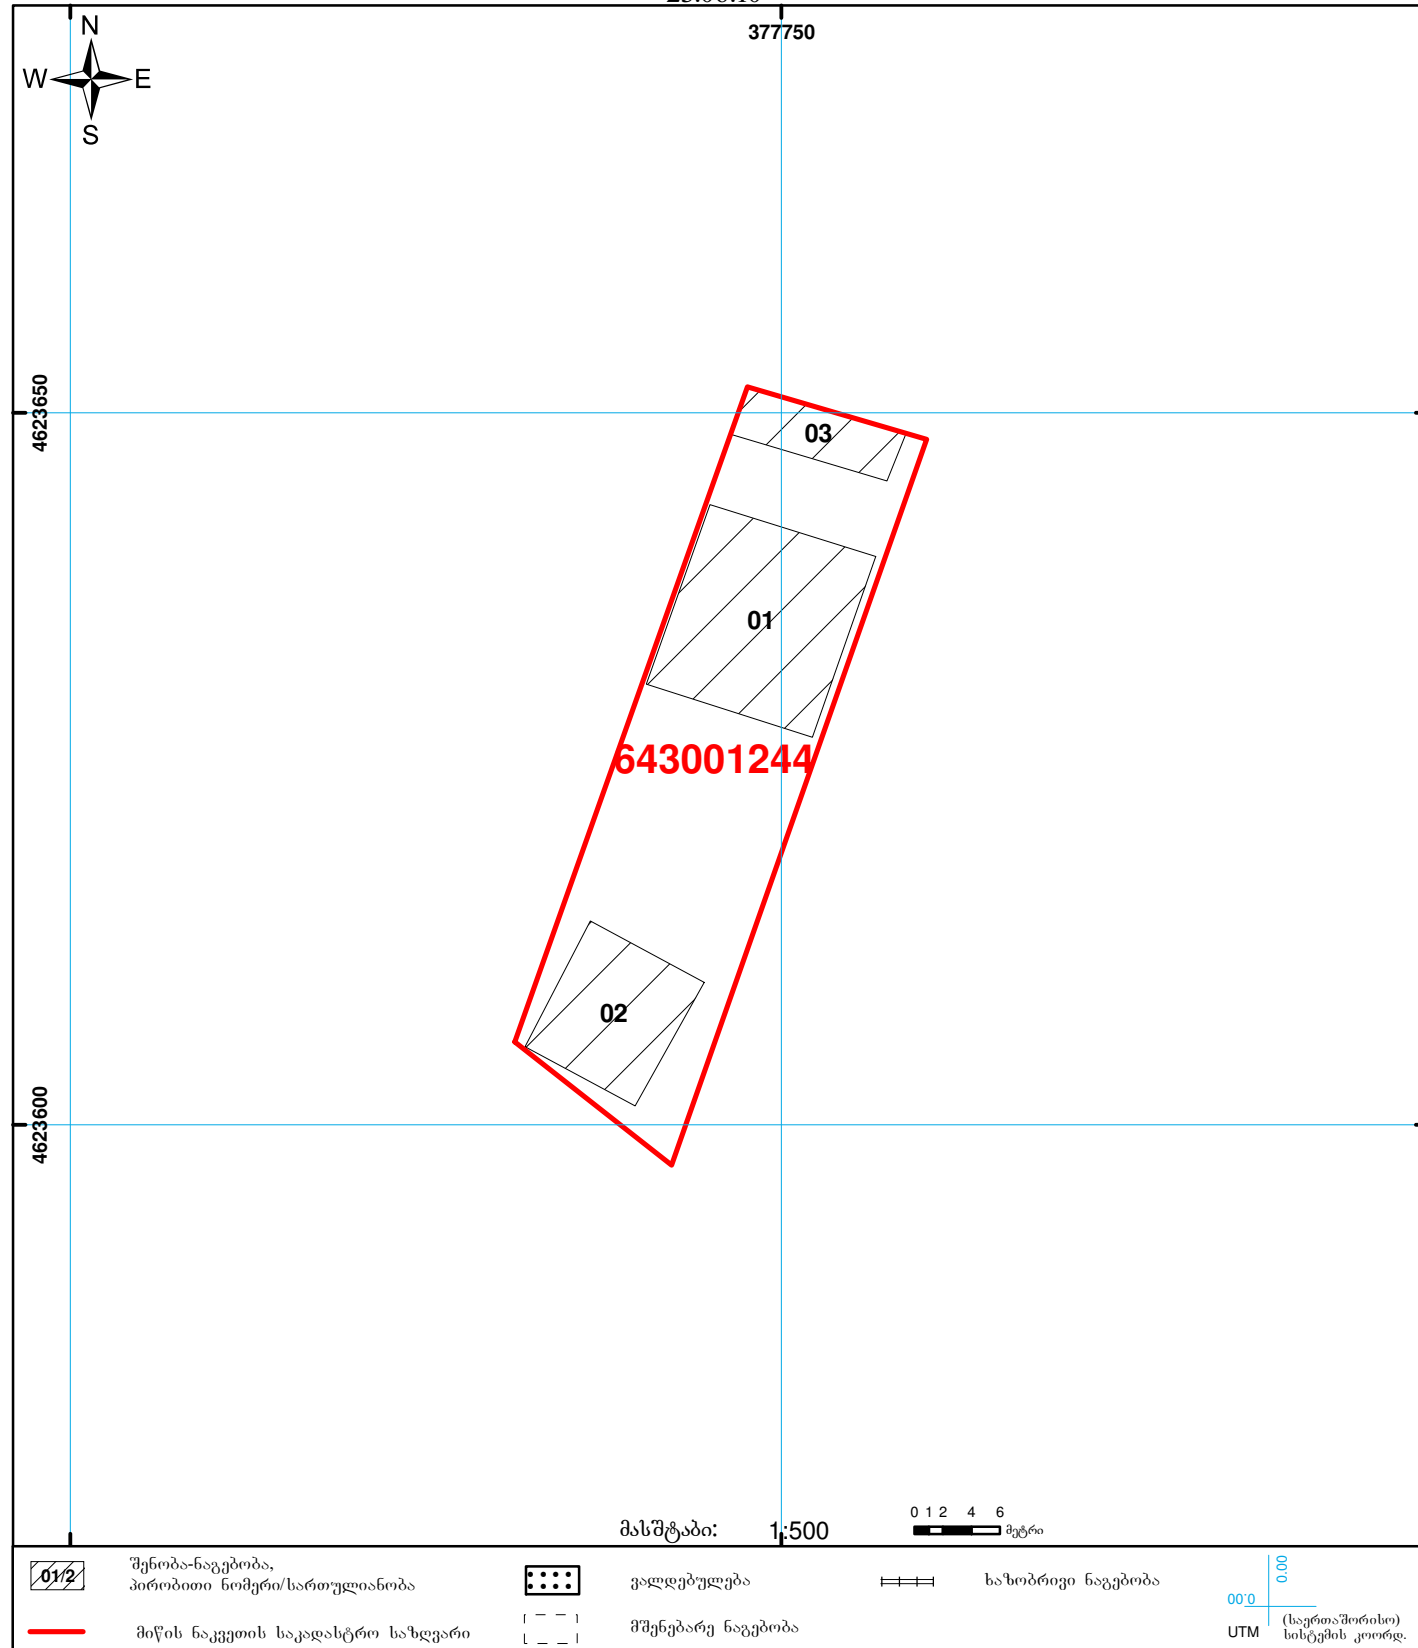 377750
N
W E
S
4623650
03
01
643001244
02
4623600
მასშტაბი: 1:500
0 1 2 4 6
მეტრი
01/2
შენობა-ნაგებობა,
პირობითი ნომერი/სართულიანობა
ვალდებულება
ხაზობრივი ნაგებობა
მიწის ნაკვეთის საკადასტრო საზღვარი
მშენებარე ნაგებობა
00.0
00.0
UTM
(საერთაშორისო)
სისტემის კოორდ.